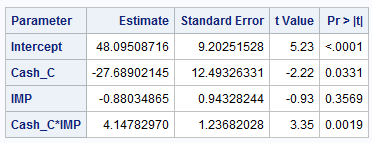 Parameter Estimate Standard Error t Value Pr > |t|
Intercept 48.09508716 9.20251528 5.23 <.0001
Cash_C -27.68902145 12.49326331 -2.22 0.0331
IMP -0.88034865 0.94328244 -0.93 0.3569
Cash_C*IMP 4.14782970 1.23682028 3.35 0.0019